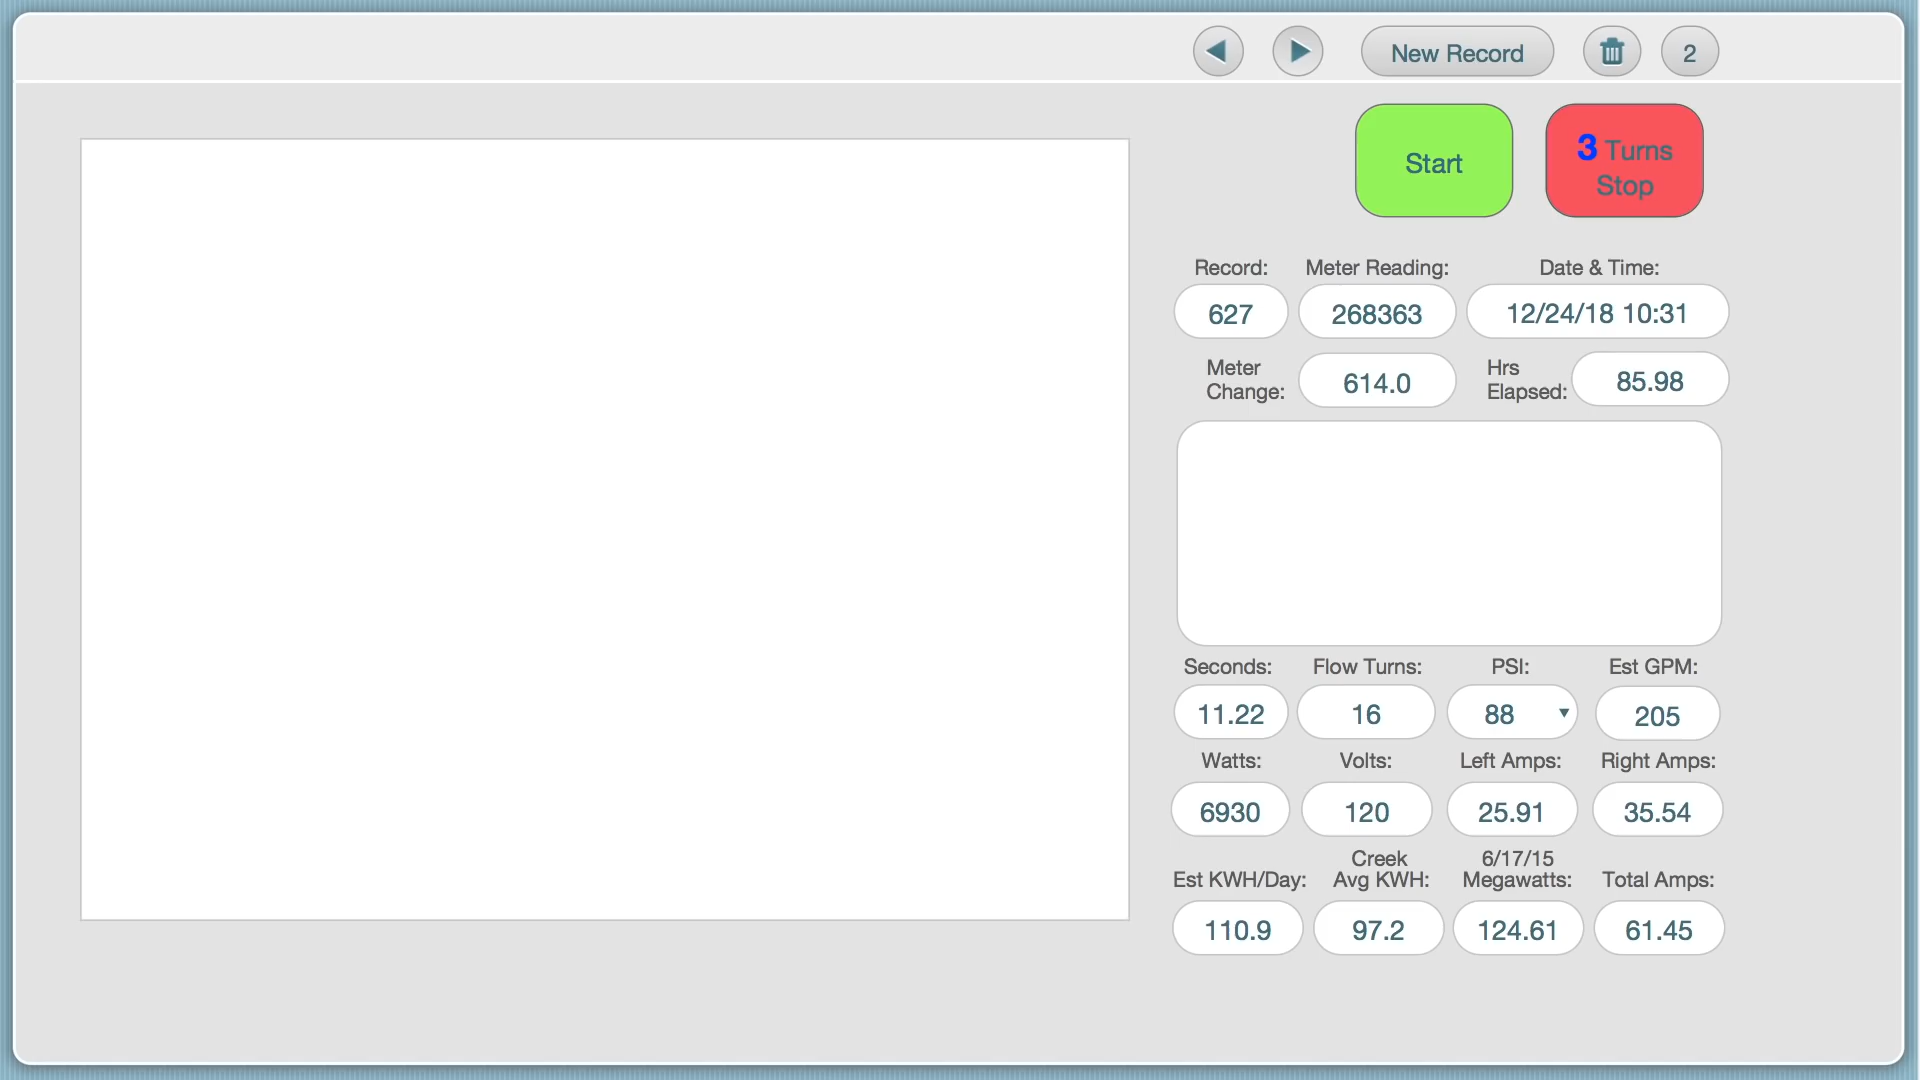 New Record
2
Start
3 Turns
Stop
Record: Meter Reading: Date & Time:
627 268363 12/24/18 10:31
Meter Change: 614.0 Hrs Elapsed: 85.98
Seconds: Flow Turns: PSI: Est GPM:
11.22 16 88 205
Watts: Volts: Left Amps: Right Amps:
6930 120 25.91 35.54
Creek 6/17/15
Est KWH/Day: Avg KWH: Megawatts: Total Amps:
110.9 97.2 124.61 61.45